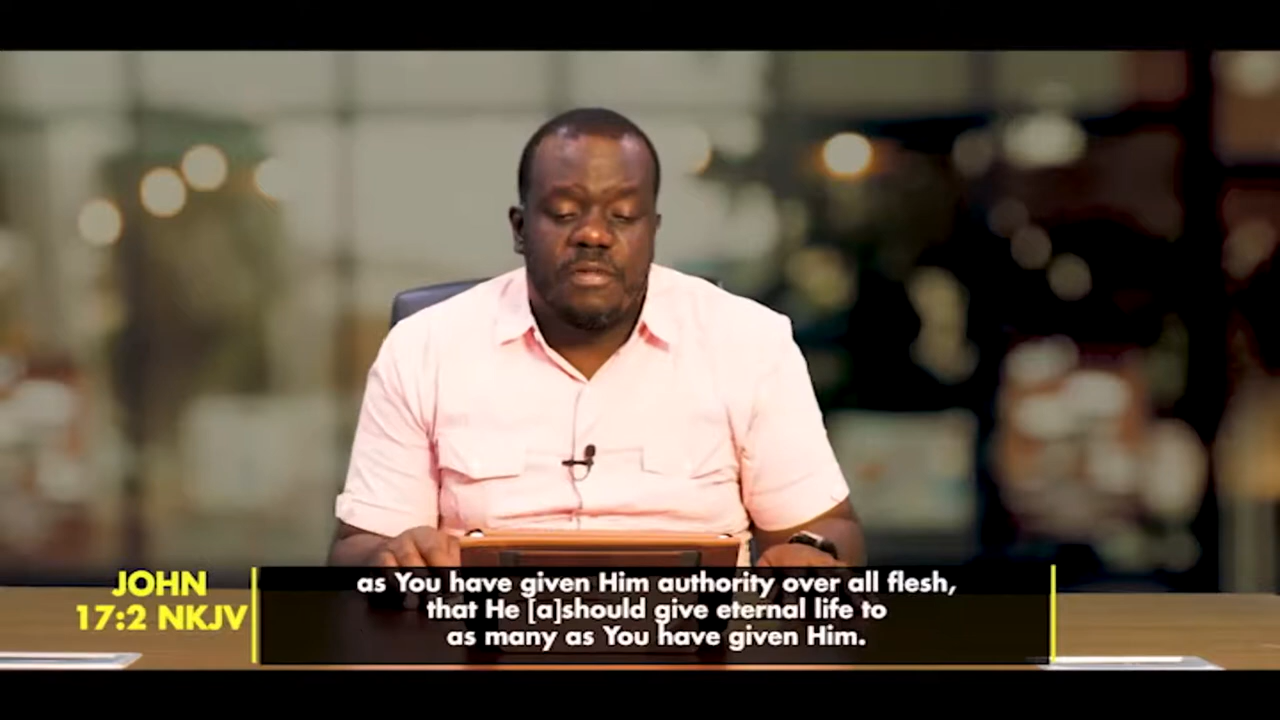 JOHN
17:2 NKJV
as You have given Him authority over all flesh,
that He [a]should give eternal life to
as many as You have given Him.